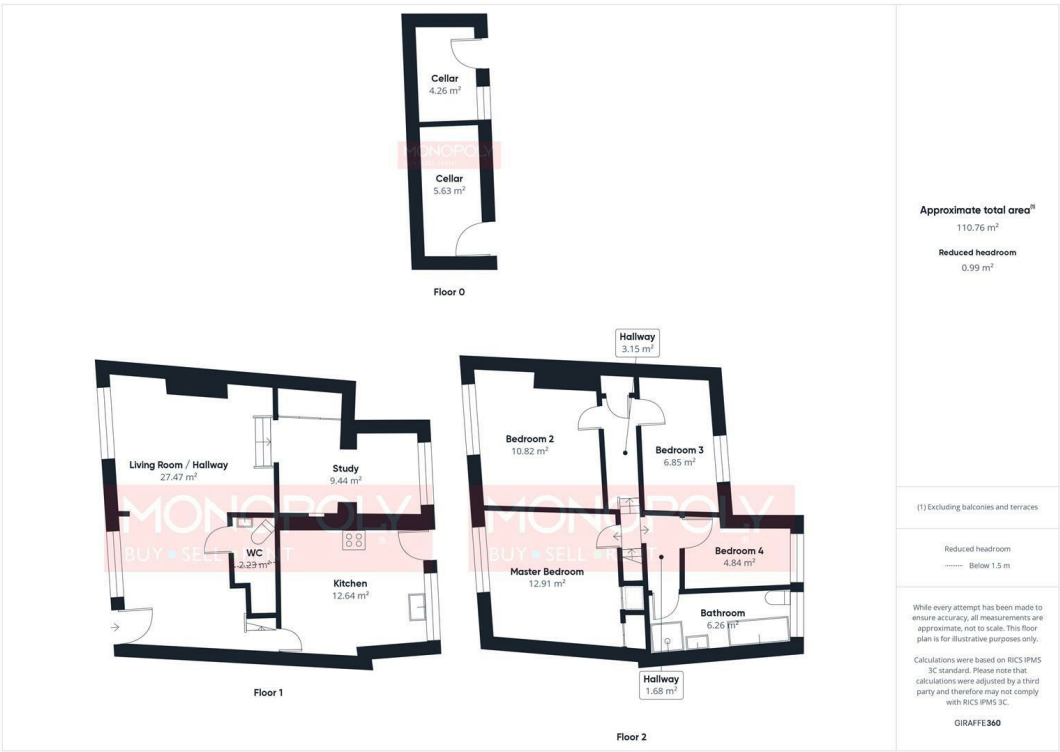 Cellar
4.26 m²
MONOPOLY
Cellar
5.63 m²
Floor 0
Approximate total area⁽¹⁾
110.76 m²
Reduced headroom
0.99 m²
Living Room / Hallway
27.47 m²
Study
9.44 m²
MONOPOLY
BUY SELL RENT
WC
2.23 m²
Kitchen
12.64 m²
Floor 1
Hallway
3.15 m²
Bedroom 2
10.82 m²
Bedroom 3
6.85 m²
MONOPOLY
BUY SELL RENT
Master Bedroom
12.91 m²
Bedroom 4
4.84 m²
Bathroom
6.26 m²
Hallway
1.68 m²
Floor 2
(1) Excluding balconies and terraces
Reduced headroom
Below 1.5 m
While every attempt has been made to
ensure accuracy, all measurements are
approximate, not to scale. This floor
plan is for illustrative purposes only.
Calculations were based on RICS IPMS
3C standard. Please note that
calculations were adjusted by a third
party and therefore may not comply
with RICS IPMS 3C.
GIRAFFE360